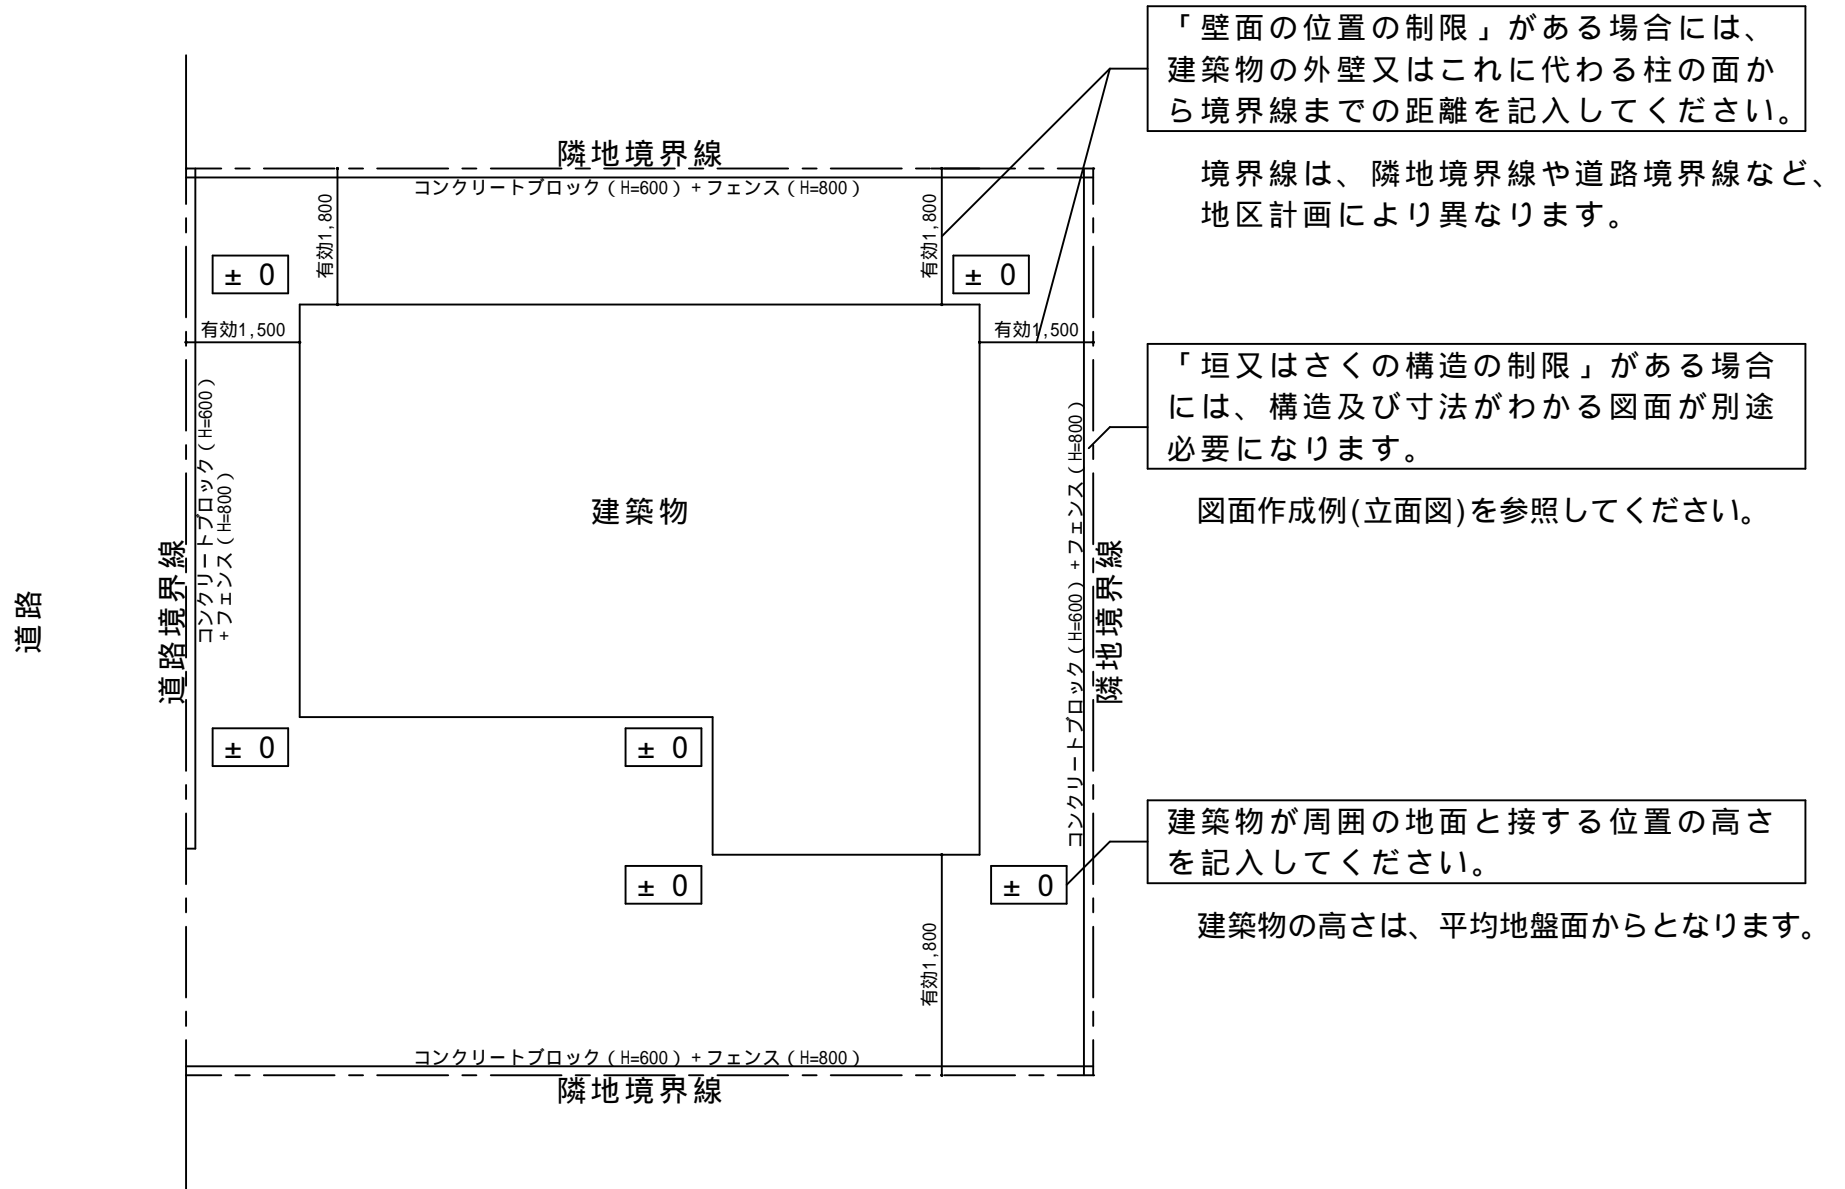 「壁面の位置の制限」がある場合には、
建築物の外壁又はこれに代わる柱の面か
ら境界線までの距離を記入してください。
境界線は、隣地境界線や道路境界線など、
地区計画により異なります。
隣地境界線
コンクリートブロック（H=600）+フェンス（H=800）
有効1,800
有効1,800
± 0
± 0
有効1,500
有効1,500
「垣又はさくの構造の制限」がある場合
には、構造及び寸法がわかる図面が別途
必要になります。
図面作成例(立面図)を参照してください。
道路
道路境界線
コンクリートブロック（H=600）
+フェンス（H=800）
建築物
コンクリートブロック（H=600）+フェンス（H=800）
隣地境界線
± 0
± 0
± 0
± 0
建築物が周囲の地面と接する位置の高さ
を記入してください。
建築物の高さは、平均地盤面からとなります。
有効1,800
コンクリートブロック（H=600）+フェンス（H=800）
隣地境界線